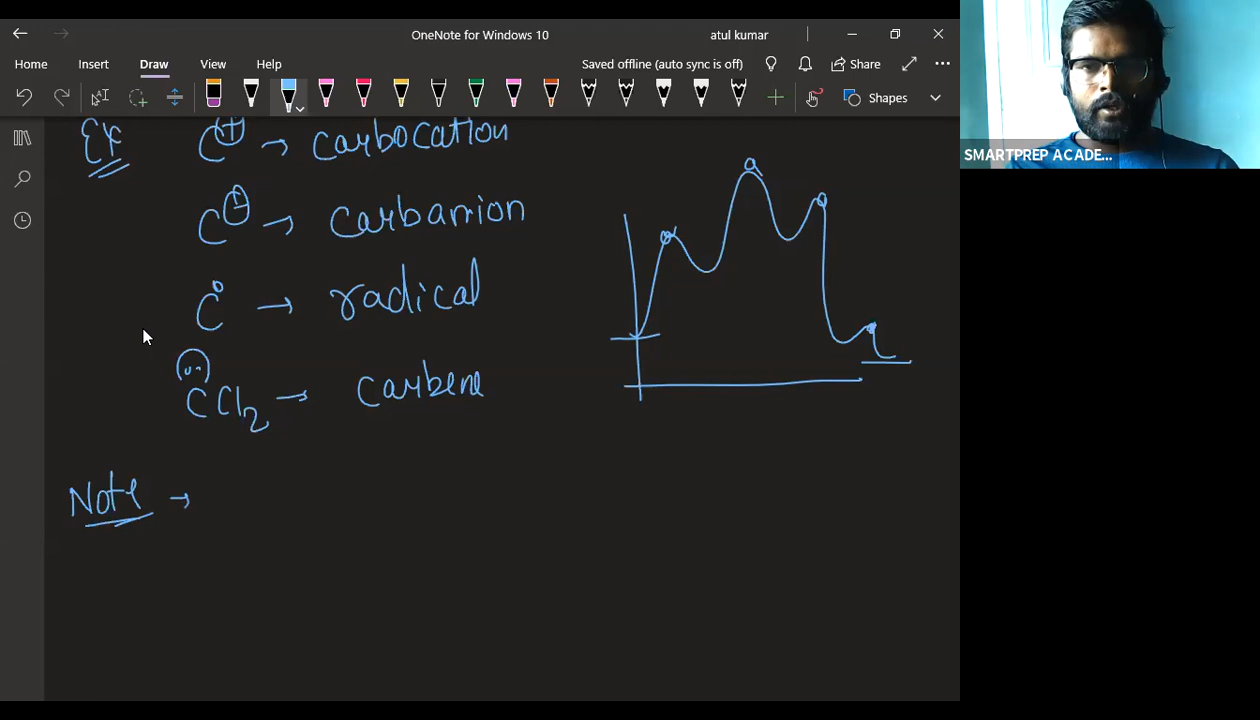 OneNote for Windows 10
atul kumar
Home Insert Draw View Help
Saved offline (auto sync is off)
Share
Shapes
SMARTPREP ACADE...
Ex C⊕ → carbocation
C⊖ → carbanion
C• → radical
C̈Cl2 → carbene
Note →